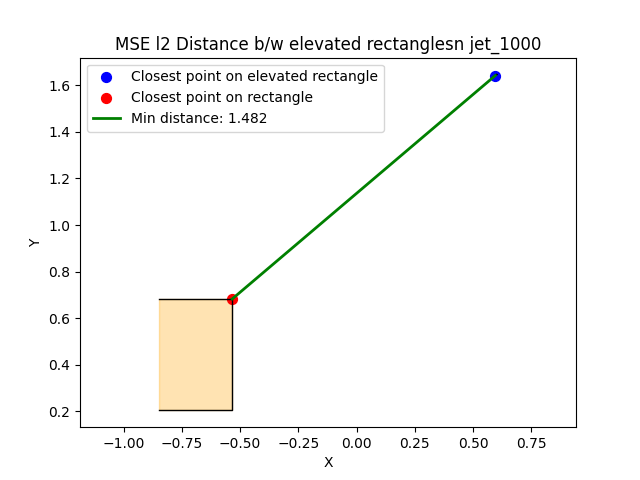 MSE l2 Distance b/w elevated rectanglesn jet_1000
Closest point on elevated rectangle
Closest point on rectangle
Min distance: 1.482
Y
1.6
1.4
1.2
1.0
0.8
0.6
0.4
0.2
−1.00 −0.75 −0.50 −0.25 0.00 0.25 0.50 0.75
X